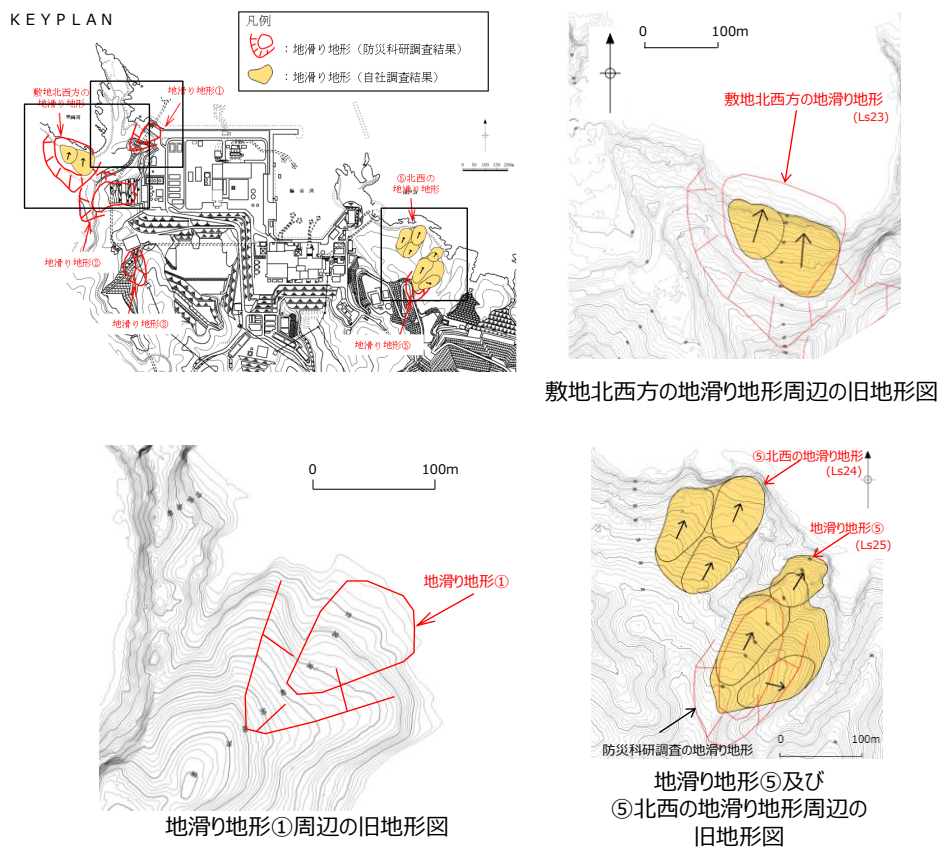 KEYPLAN
凡例
：地滑り地形（防災科研調査結果）
：地滑り地形（自社調査結果）
敷地北西方の
地滑り地形
地滑り地形①
地滑り地形②
地滑り地形③
⑤北西の
地滑り地形
地滑り地形⑤
0 50 100 150 200m
0 100m
敷地北西方の地滑り地形
(Ls23)
敷地北西方の地滑り地形周辺の旧地形図
0 100m
地滑り地形①
地滑り地形①周辺の旧地形図
⑤北西の地滑り地形
(Ls24)
地滑り地形⑤
(Ls25)
防災科研調査の地滑り地形
0 100m
地滑り地形⑤及び
⑤北西の地滑り地形周辺の
旧地形図